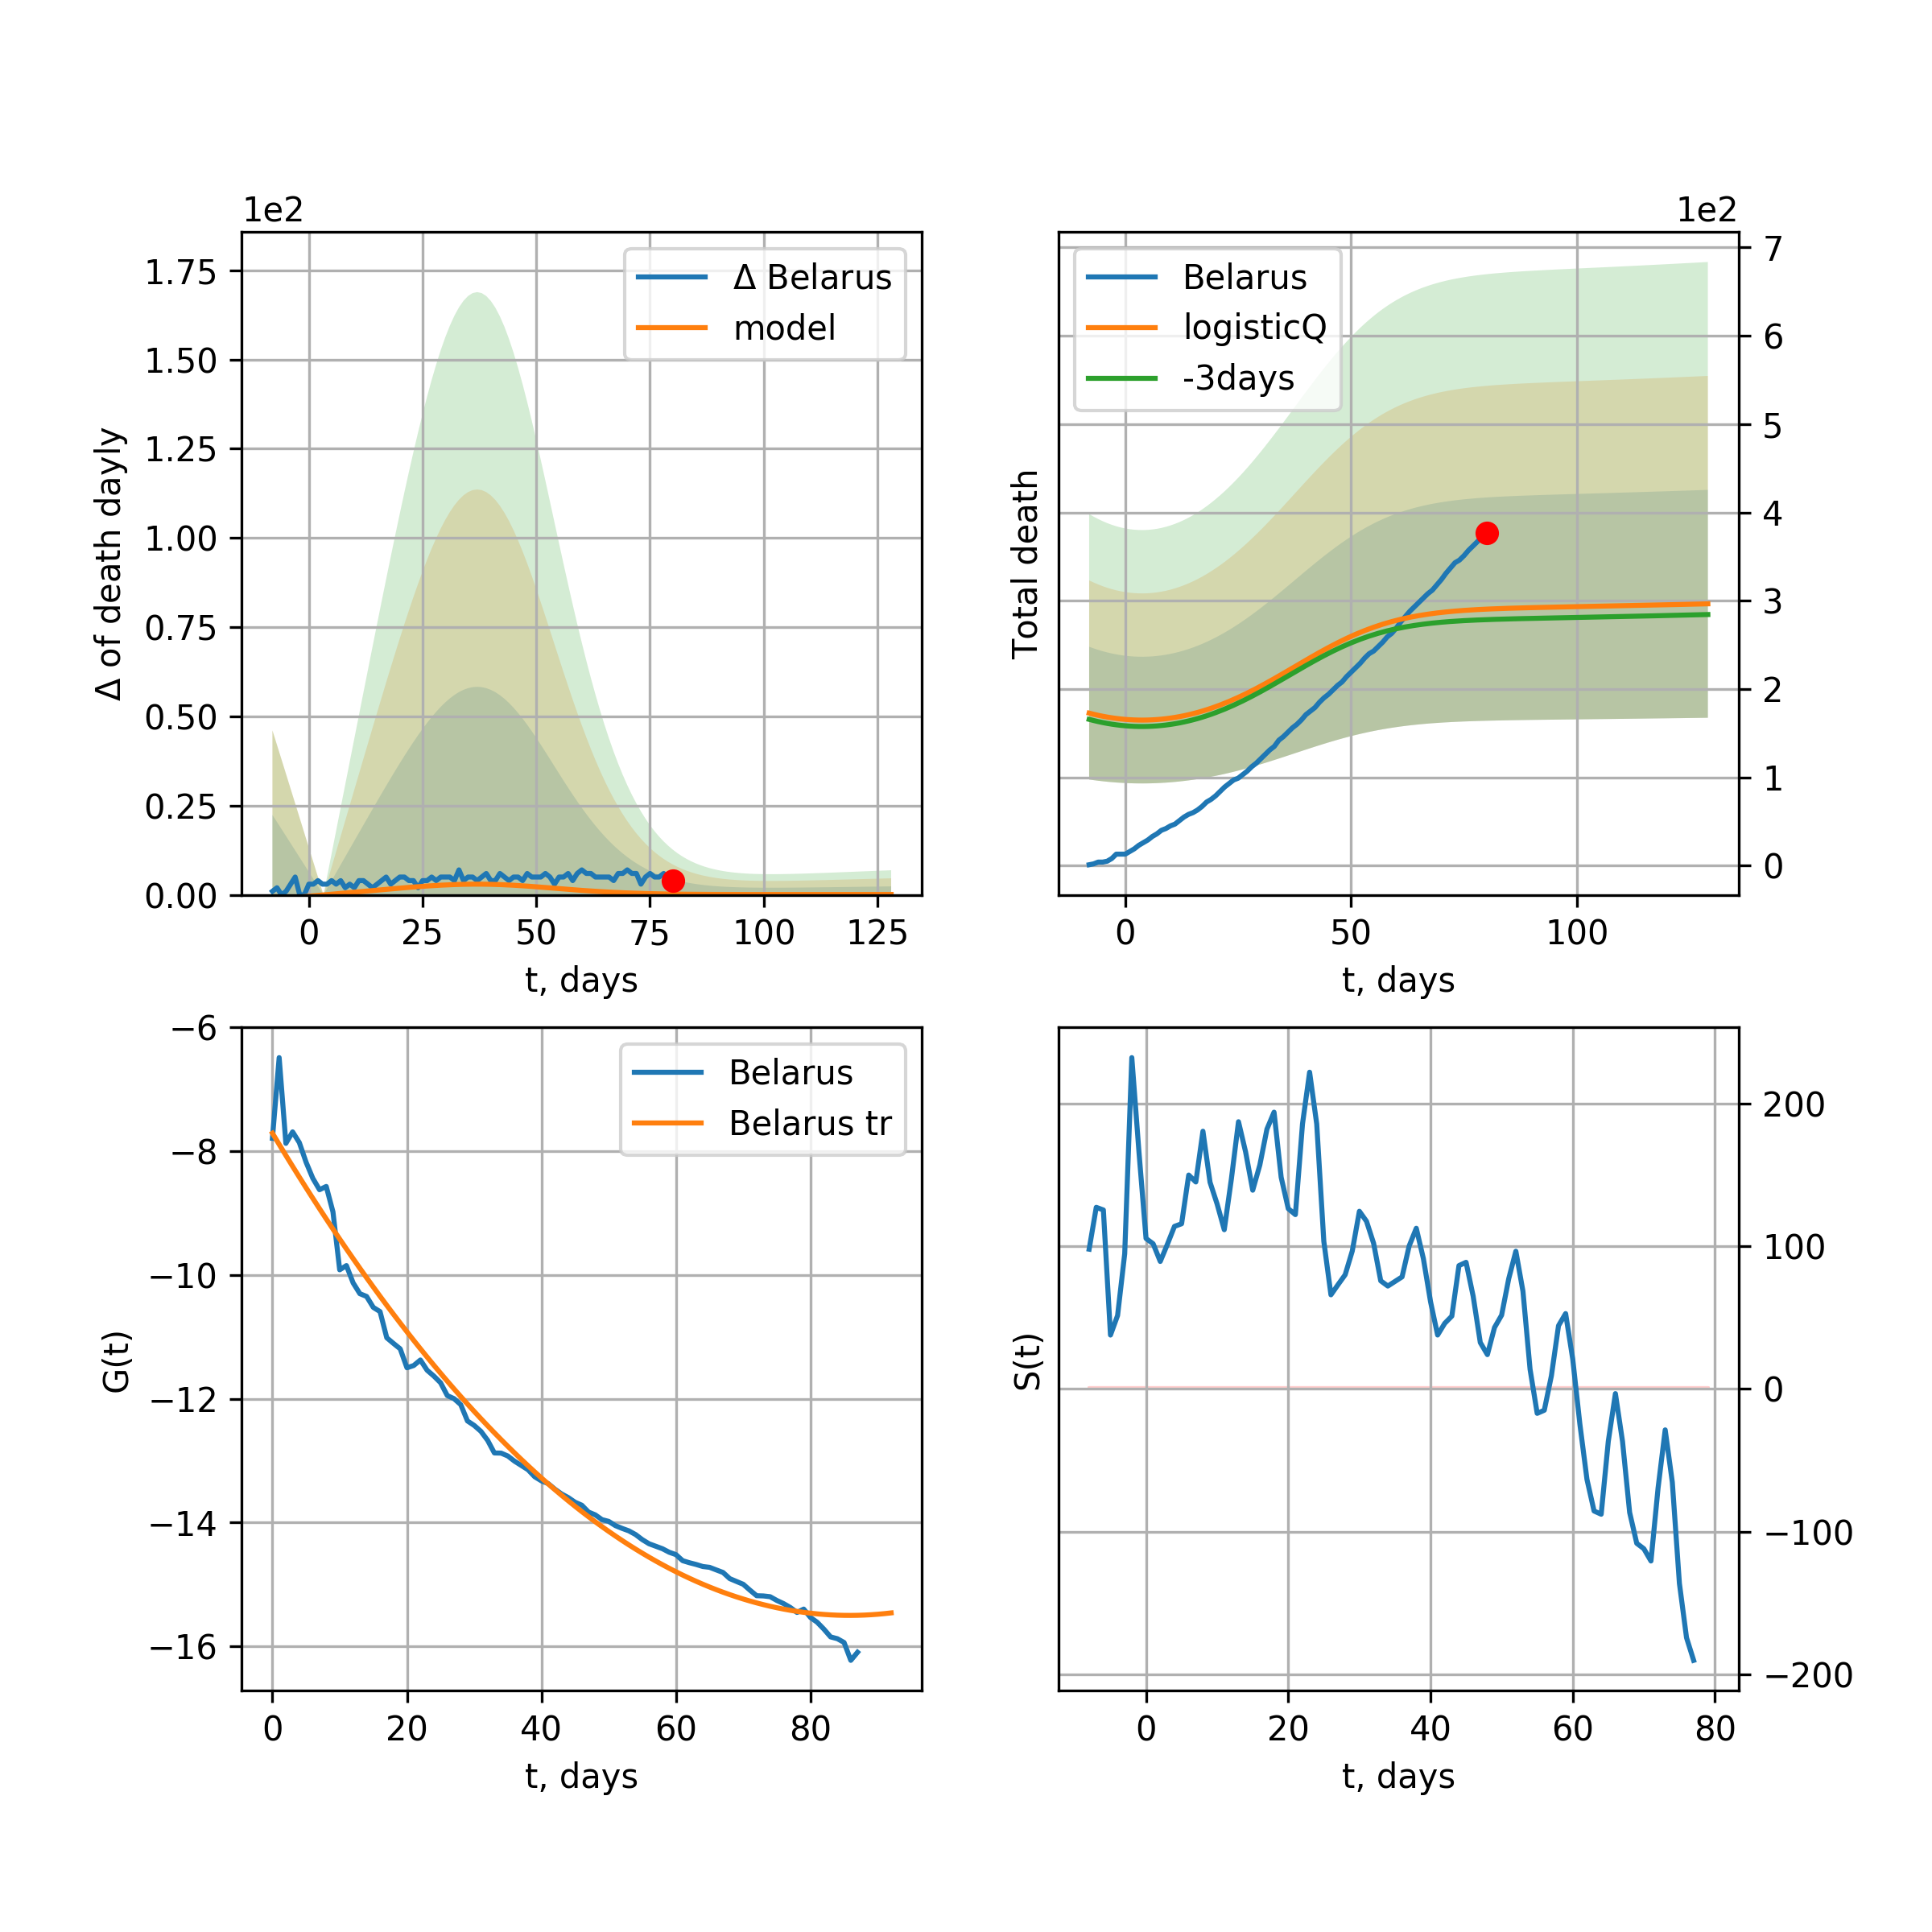 1e2
1.75
1.50
1.25
1.00
0.75
0.50
0.25
0.00
Δ of death dayly
Δ Belarus
model
0 25 50 75 100 125
t, days
1e2
7
6
5
4
3
2
1
0
Total death
Belarus
logisticQ
-3days
0 50 100
t, days
−6
−8
−10
−12
−14
−16
G(t)
Belarus
Belarus tr
0 20 40 60 80
t, days
200
100
0
−100
−200
S(t)
0 20 40 60 80
t, days